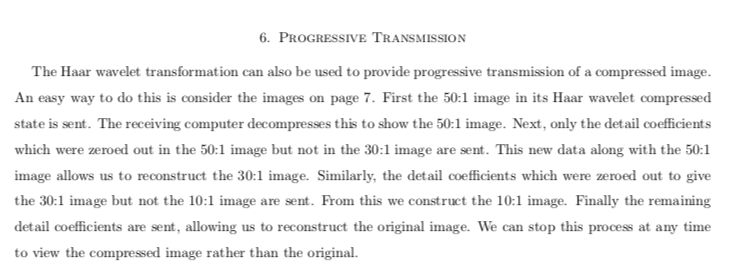 6. Progressive Transmission
The Haar wavelet transformation can also be used to provide progressive transmission of a compressed image.
An easy way to do this is consider the images on page 7. First the 50:1 image in its Haar wavelet compressed
state is sent. The receiving computer decompresses this to show the 50:1 image. Next, only the detail coefficients
which were zeroed out in the 50:1 image but not in the 30:1 image are sent. This new data along with the 50:1
image allows us to reconstruct the 30:1 image. Similarly, the detail coefficients which were zeroed out to give
the 30:1 image but not the 10:1 image are sent. From this we construct the 10:1 image. Finally the remaining
detail coefficients are sent, allowing us to reconstruct the original image. We can stop this process at any time
to view the compressed image rather than the original.